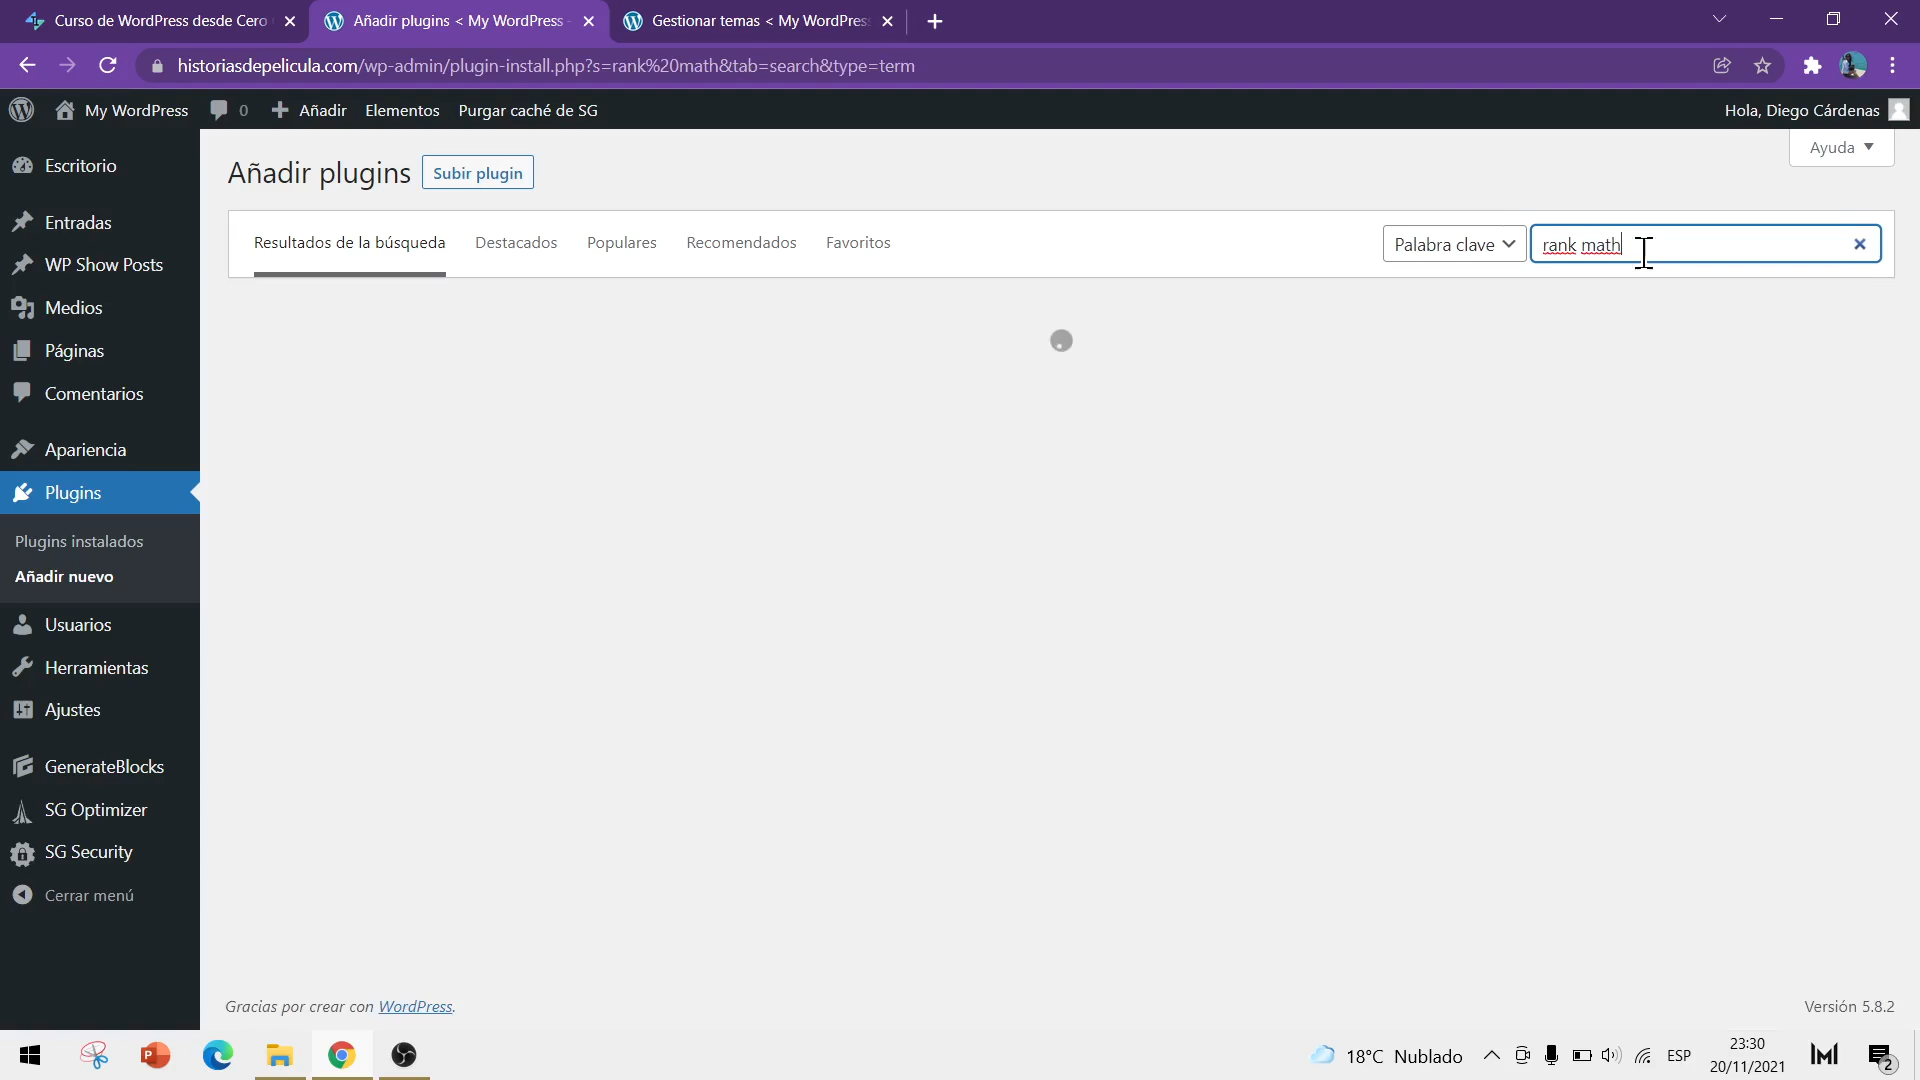 Curso de WordPress desde Cero
Añadir plugins < My WordPress
Gestionar temas < My WordPress
historiasdepelicula.com/wp-admin/plugin-install.php?s=rank%20math&tab=search&type=term
My WordPress
0
Añadir
Elementos
Purgar caché de SG
Hola, Diego Cárdenas
Escritorio
Entradas
WP Show Posts
Medios
Páginas
Comentarios
Apariencia
Plugins
Plugins instalados
Añadir nuevo
Usuarios
Herramientas
Ajustes
GenerateBlocks
SG Optimizer
SG Security
Cerrar menú
Ayuda
Añadir plugins
Subir plugin
Resultados de la búsqueda
Destacados
Populares
Recomendados
Favoritos
Palabra clave
rank math
Gracias por crear con WordPress.
Versión 5.8.2
18°C Nublado
ESP
23:30
20/11/2021
2